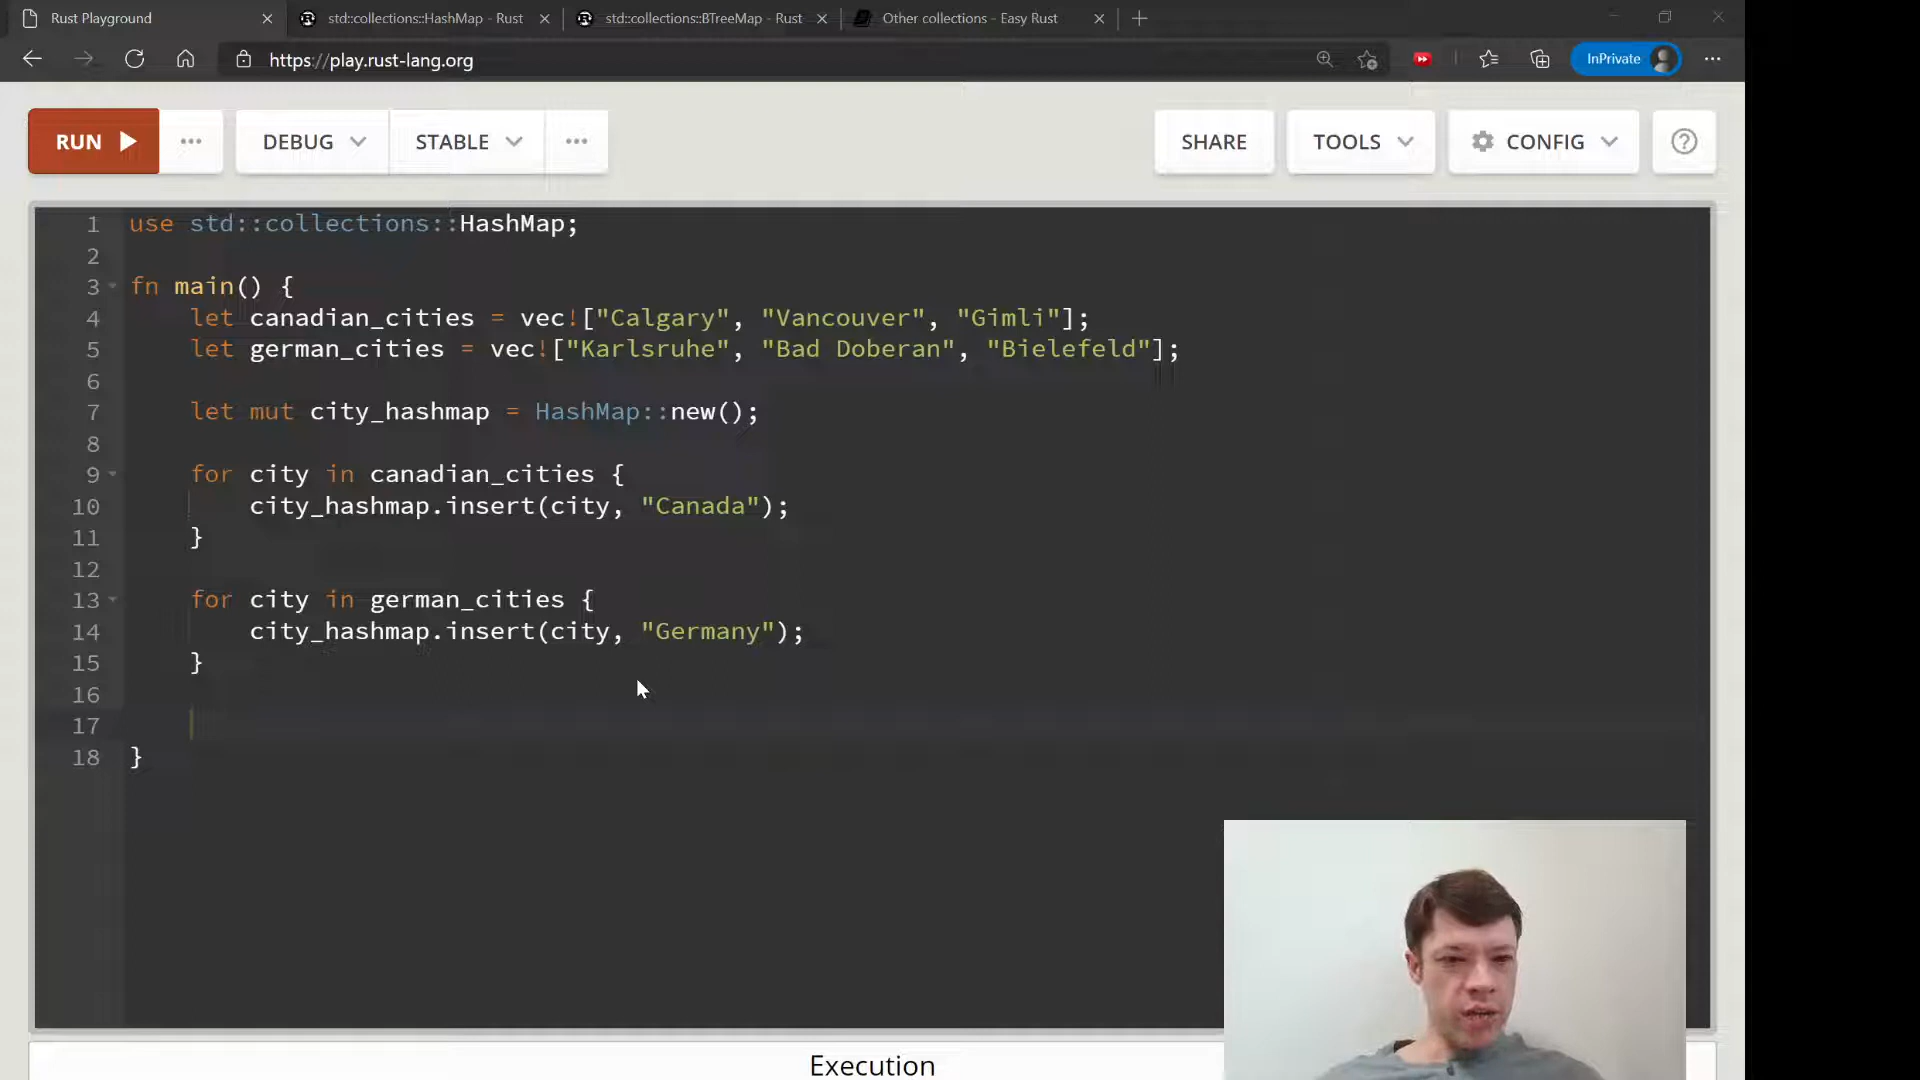 Rust Playground
std::collections::HashMap - Rust
std::collections::BTreeMap - Rust
Other collections - Easy Rust
https://play.rust-lang.org
InPrivate
RUN
DEBUG
STABLE
SHARE
TOOLS
CONFIG
1 use std::collections::HashMap;
2
3 fn main() {
4 let canadian_cities = vec!["Calgary", "Vancouver", "Gimli"];
5 let german_cities = vec!["Karlsruhe", "Bad Doberan", "Bielefeld"];
6
7 let mut city_hashmap = HashMap::new();
8
9 for city in canadian_cities {
10 city_hashmap.insert(city, "Canada");
11 }
12
13 for city in german_cities {
14 city_hashmap.insert(city, "Germany");
15 }
16
17
18 }
Execution